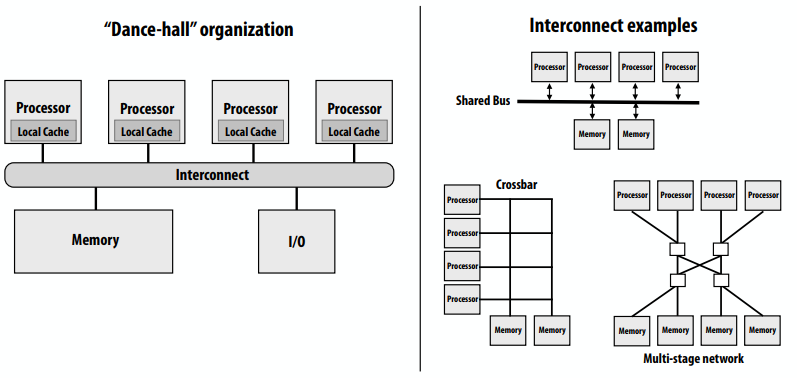 “Dance-hall” organization
Processor
Local Cache
Processor
Local Cache
Processor
Local Cache
Processor
Local Cache
Interconnect
Memory
I/O
Interconnect examples
Processor Processor Processor Processor
Shared Bus
Memory Memory
Crossbar
Processor
Processor
Processor
Processor
Memory Memory
Processor Processor Processor Processor
Memory Memory Memory Memory
Multi-stage network